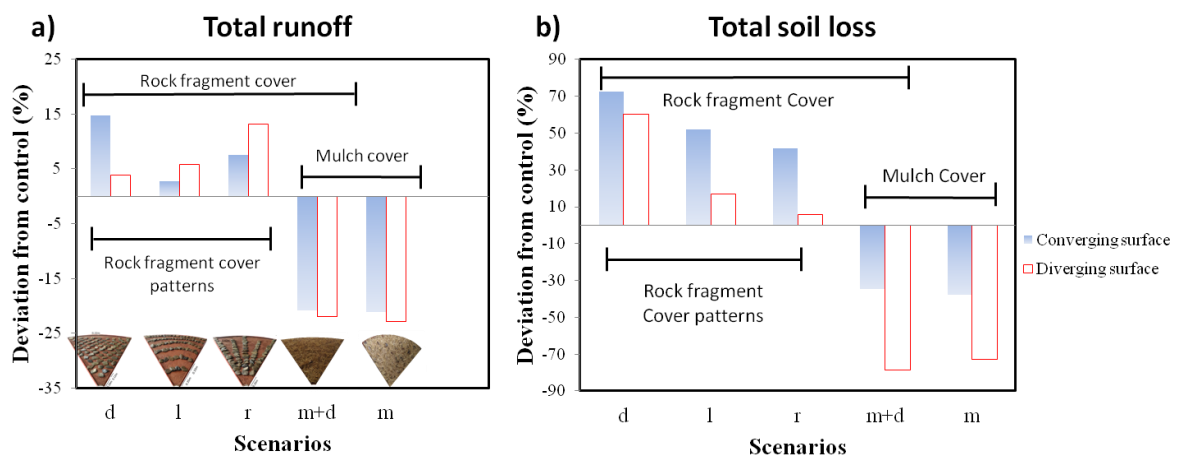 a) Total runoff
25
15
5
-5
-15
-25
-35
Deviation from control (%)
Rock fragment cover
Mulch cover
Rock fragment cover
patterns
d l r m+d m
Scenarios
b) Total soil loss
90
70
50
30
10
-10
-30
-50
-70
-90
Deviation from control (%)
Rock fragment Cover
Mulch Cover
Rock fragment
Cover patterns
d l r m+d m
Scenarios
Converging surface
Diverging surface